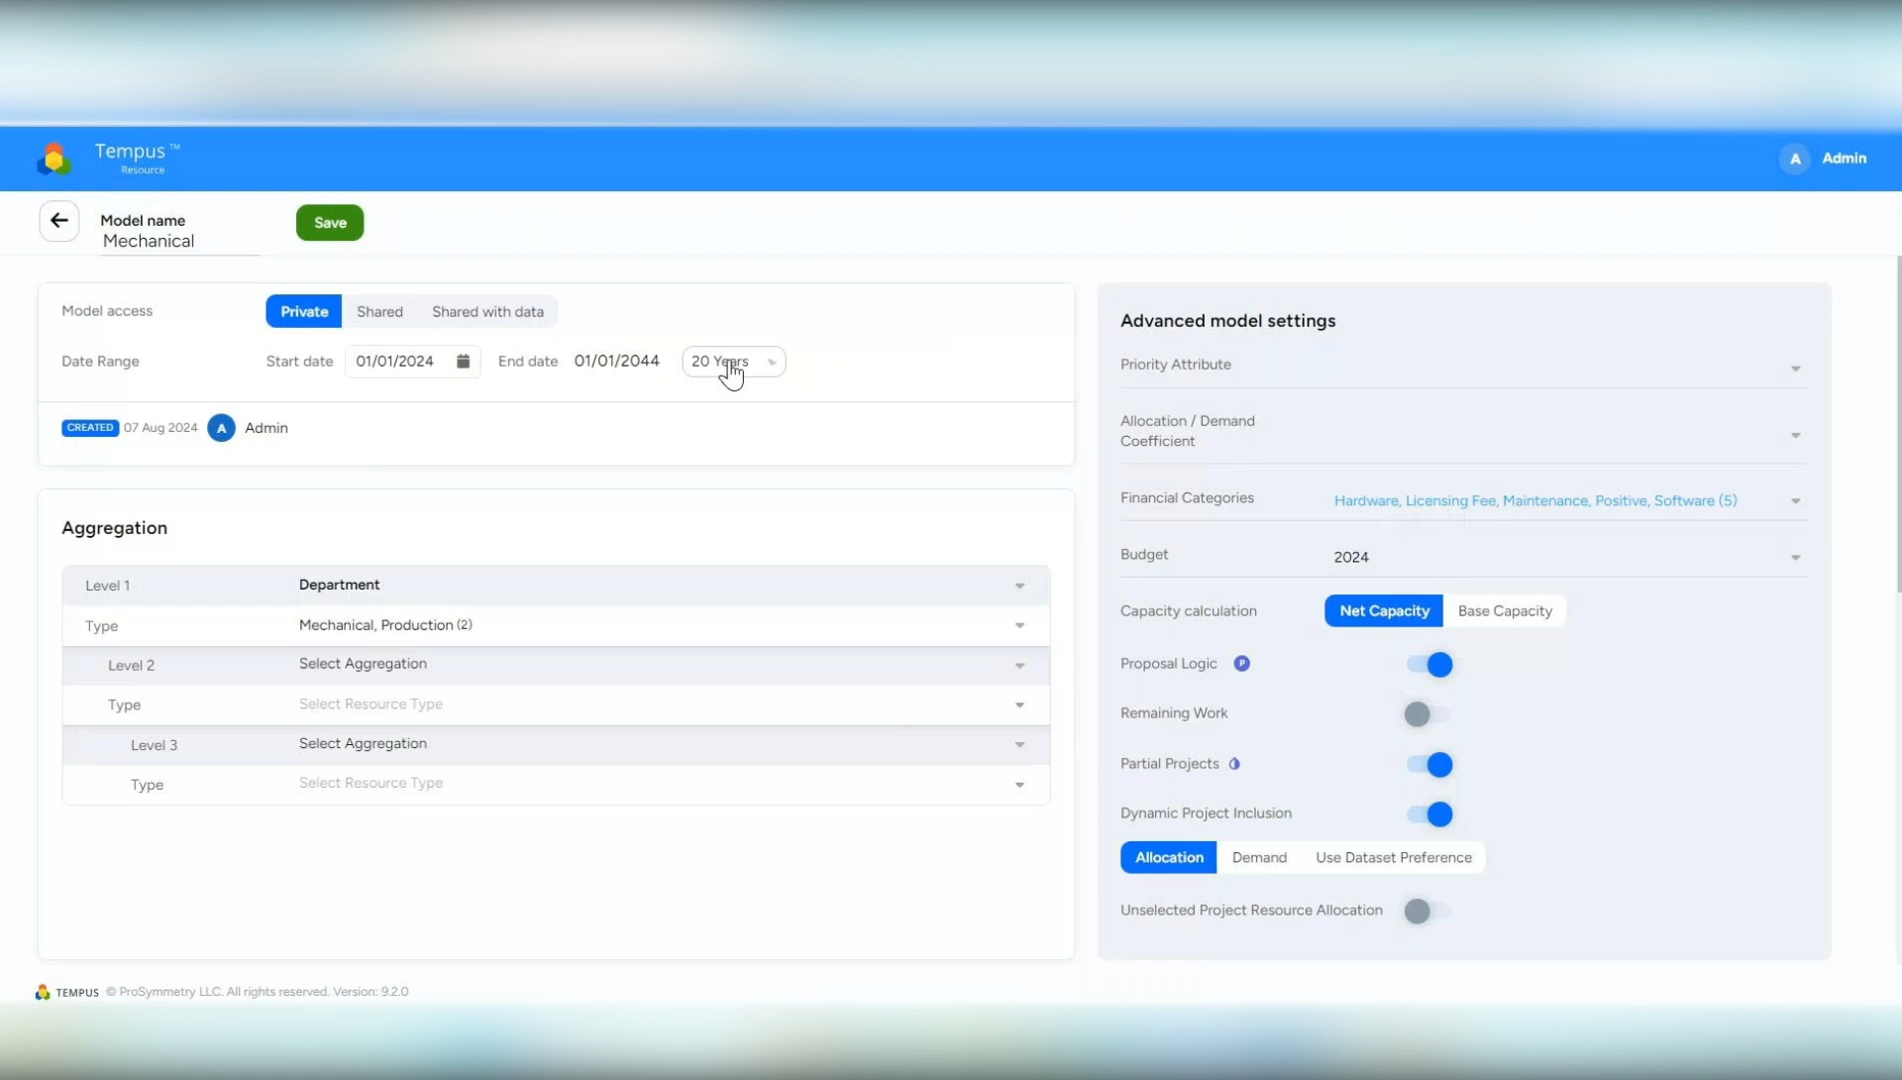 Tempus ™
Resource
A Admin
Model name
Mechanical
Save
Model access Private Shared Shared with data
Date Range Start date 01/01/2024 End date 01/01/2044 20 Years
CREATED 07 Aug 2024 A Admin
Aggregation
Level 1 Department
Type Mechanical, Production (2)
Level 2 Select Aggregation
Type Select Resource Type
Level 3 Select Aggregation
Type Select Resource Type
Advanced model settings
Priority Attribute
Allocation / Demand
Coefficient
Financial Categories Hardware, Licensing Fee, Maintenance, Positive, Software (5)
Budget 2024
Capacity calculation Net Capacity Base Capacity
Proposal Logic P
Remaining Work
Partial Projects
Dynamic Project Inclusion
Allocation Demand Use Dataset Preference
Unselected Project Resource Allocation
TEMPUS © ProSymmetry LLC. All rights reserved. Version: 9.2.0